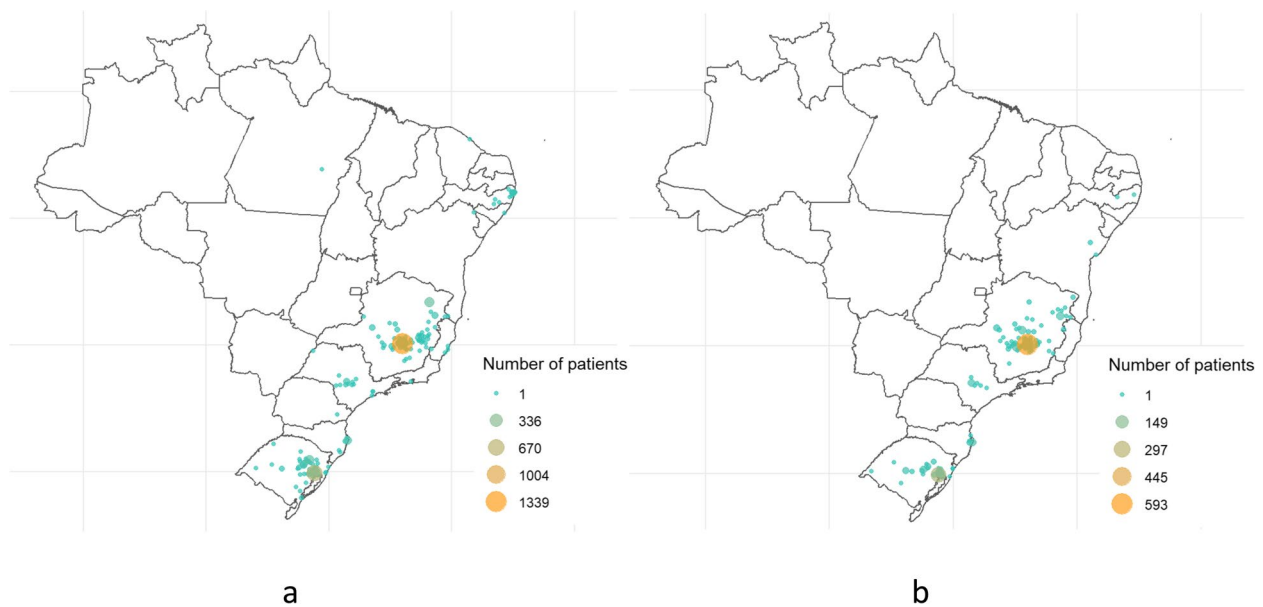 Number of patients
1
336
670
1004
1339
Number of patients
1
149
297
445
593
a
b